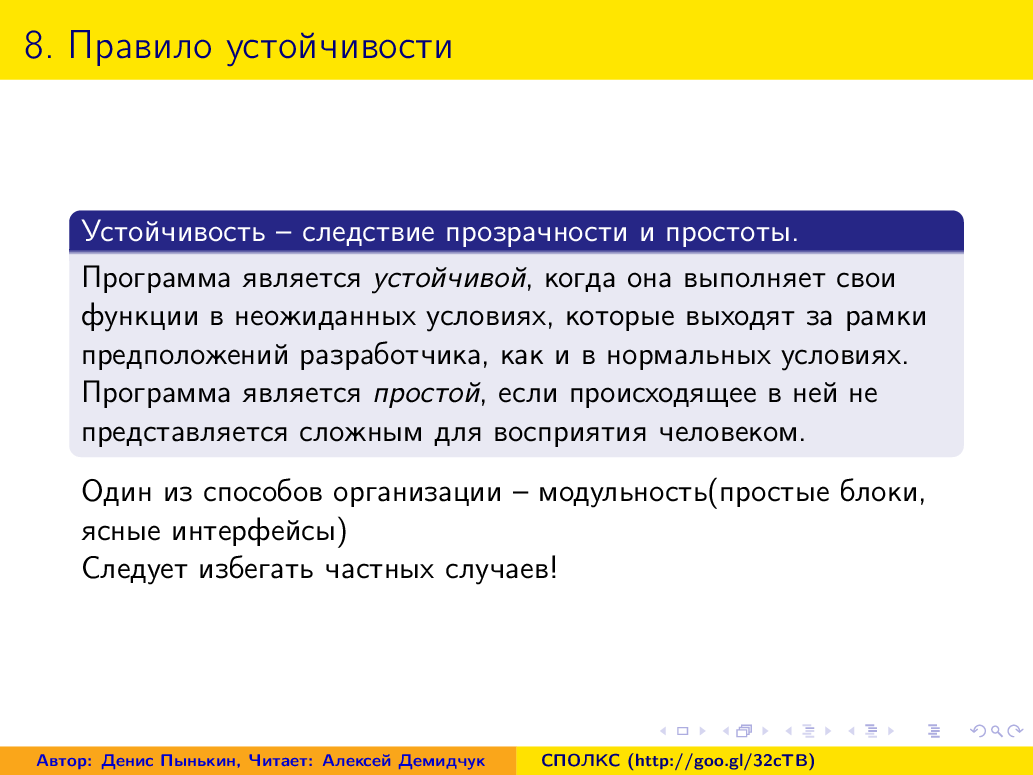 8. Правило устойчивости
Устойчивость – следствие прозрачности и простоты.
Программа является устойчивой, когда она выполняет свои
функции в неожиданных условиях, которые выходят за рамки
предположений разработчика, как и в нормальных условиях.
Программа является простой, если происходящее в ней не
представляется сложным для восприятия человеком.
Один из способов организации – модульность(простые блоки,
ясные интерфейсы)
Следует избегать частных случаев!
Автор: Денис Пынькин, Читает: Алексей Демидчук
СПОЛКС (http://goo.gl/32cTB)